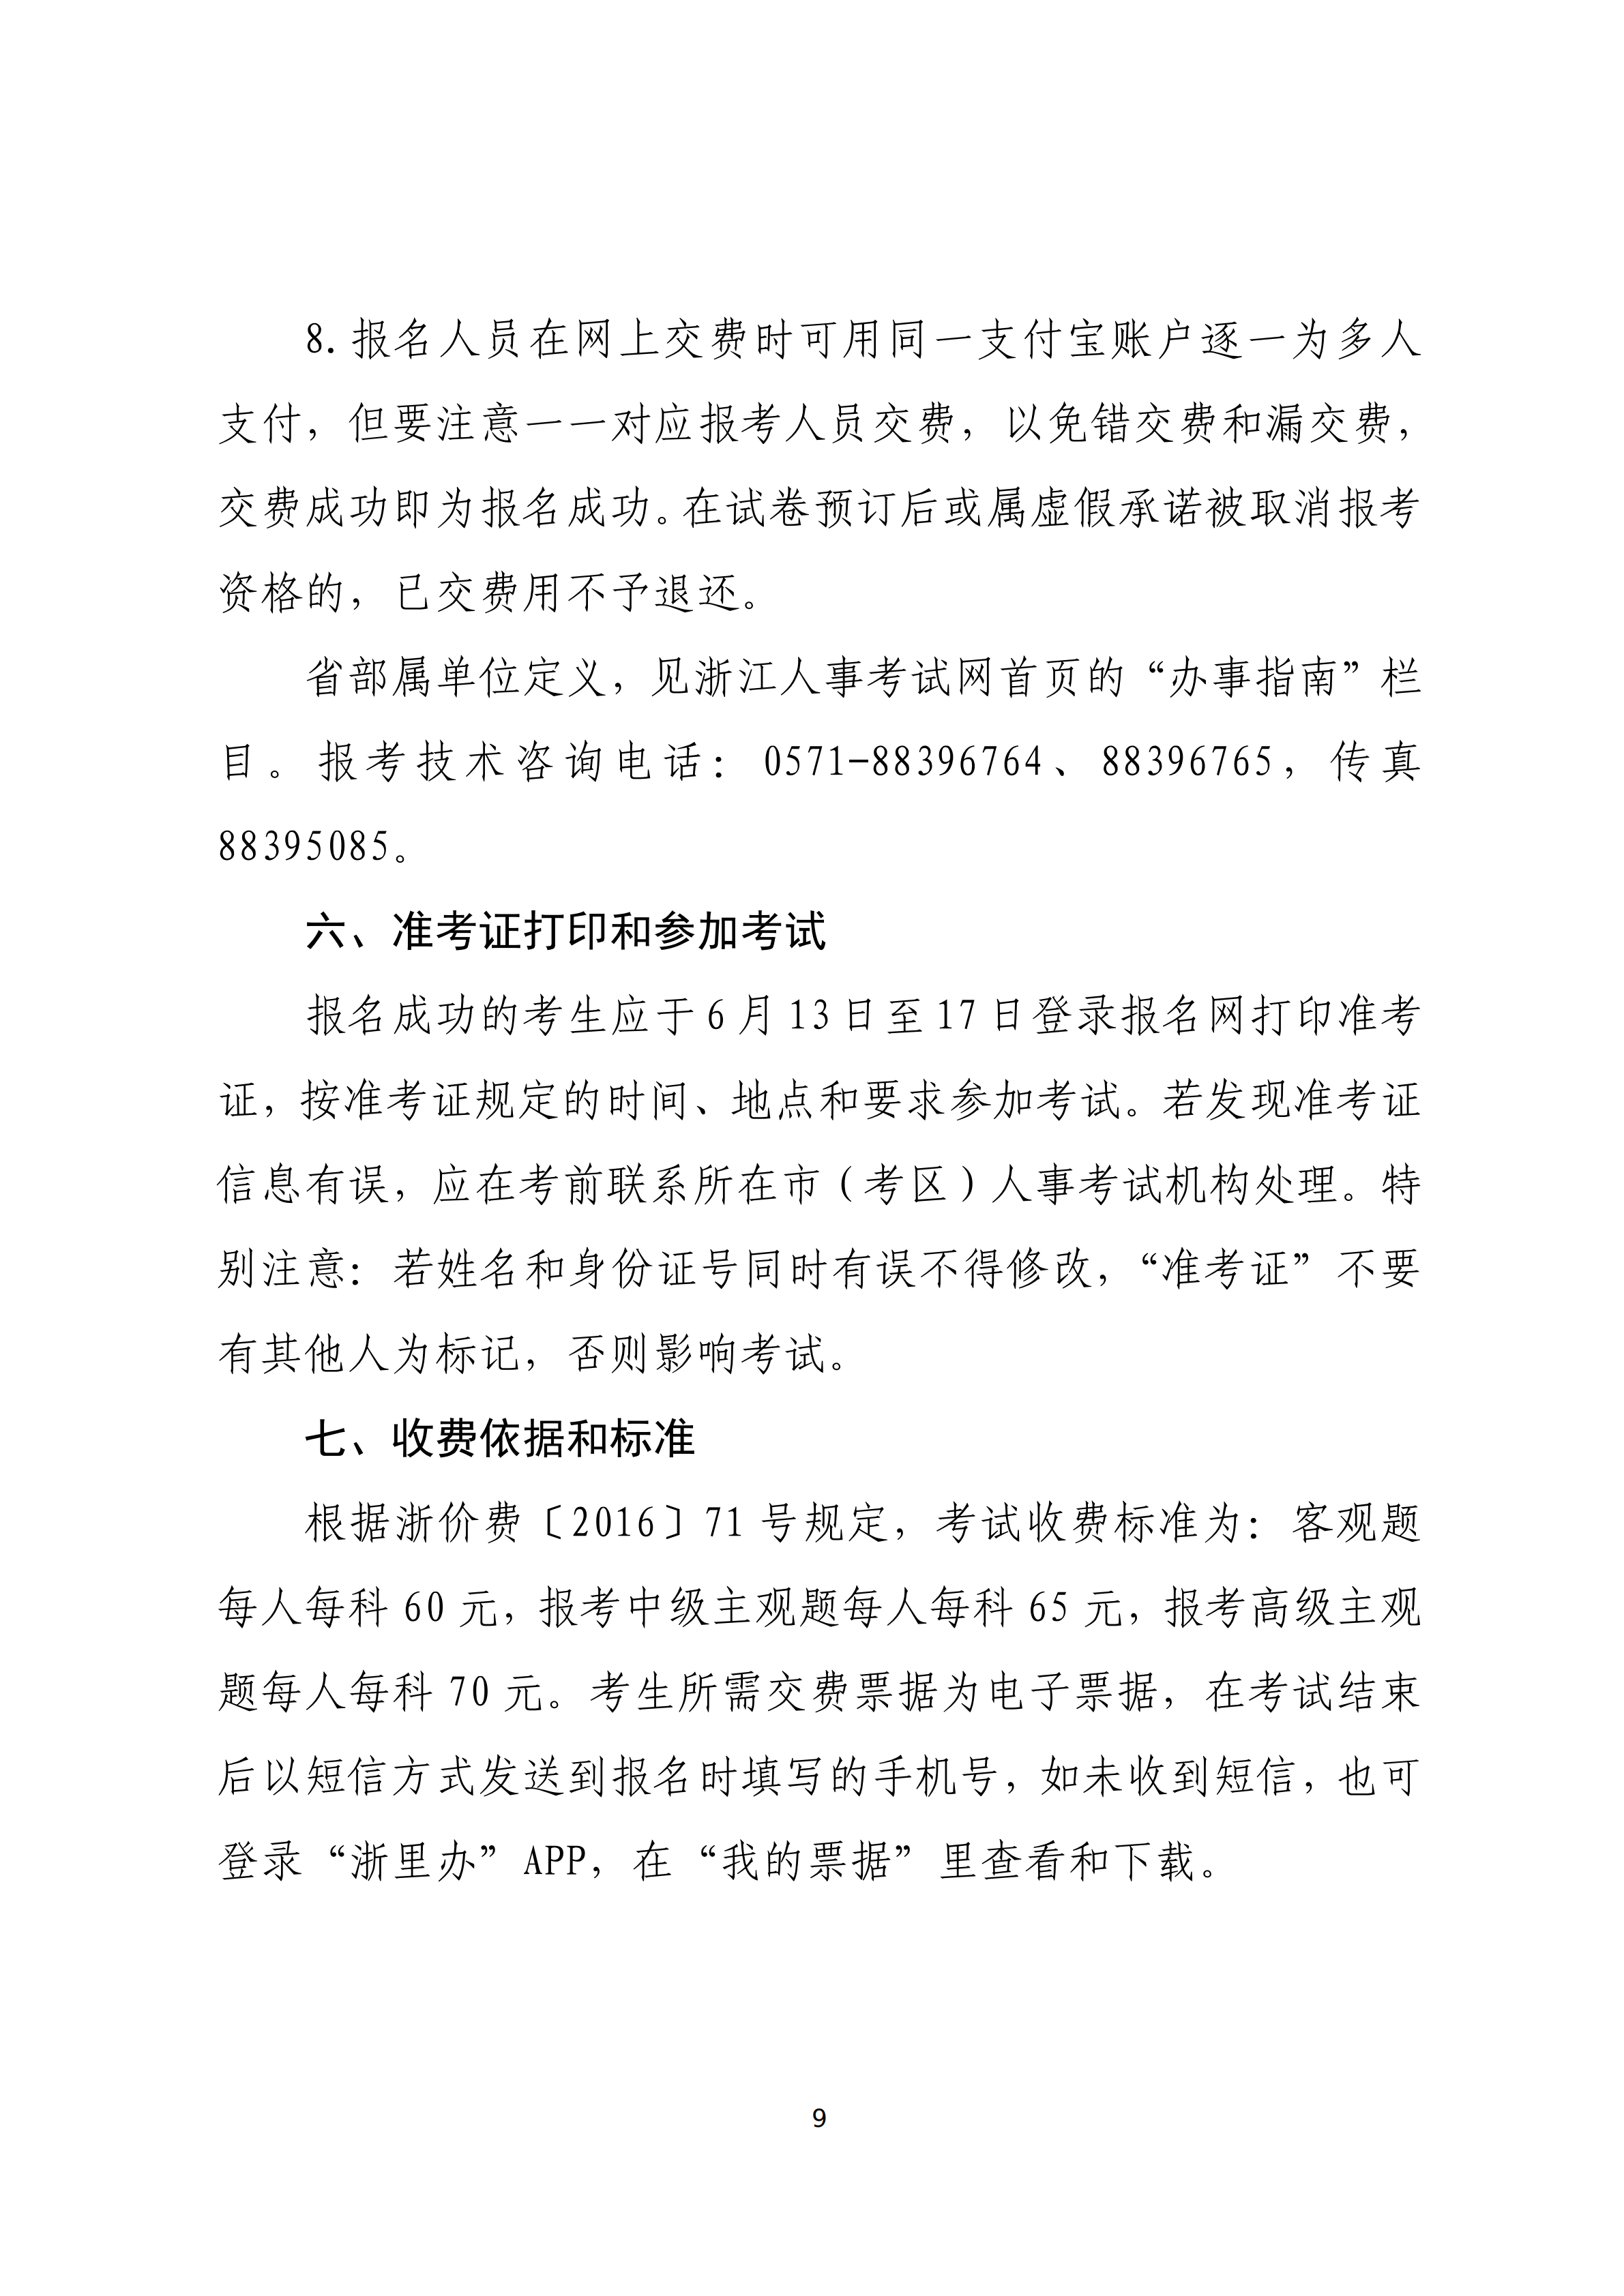 8.报名人员在网上交费时可用同一支付宝账户逐一为多人
支付，但要注意一一对应报考人员交费，以免错交费和漏交费，
交费成功即为报名成功。在试卷预订后或属虚假承诺被取消报考
资格的，已交费用不予退还。
省部属单位定义，见浙江人事考试网首页的“办事指南”栏
目。报考技术咨询电话：0571-88396764、88396765，传真
88395085。
六、准考证打印和参加考试
报名成功的考生应于6月13日至17日登录报名网打印准考
证，按准考证规定的时间、地点和要求参加考试。若发现准考证
信息有误，应在考前联系所在市（考区）人事考试机构处理。特
别注意：若姓名和身份证号同时有误不得修改，“准考证”不要
有其他人为标记，否则影响考试。
七、收费依据和标准
根据浙价费〔2016〕71号规定，考试收费标准为：客观题
每人每科60元，报考中级主观题每人每科65元，报考高级主观
题每人每科70元。考生所需交费票据为电子票据，在考试结束
后以短信方式发送到报名时填写的手机号，如未收到短信，也可
登录“浙里办”APP，在“我的票据”里查看和下载。
9